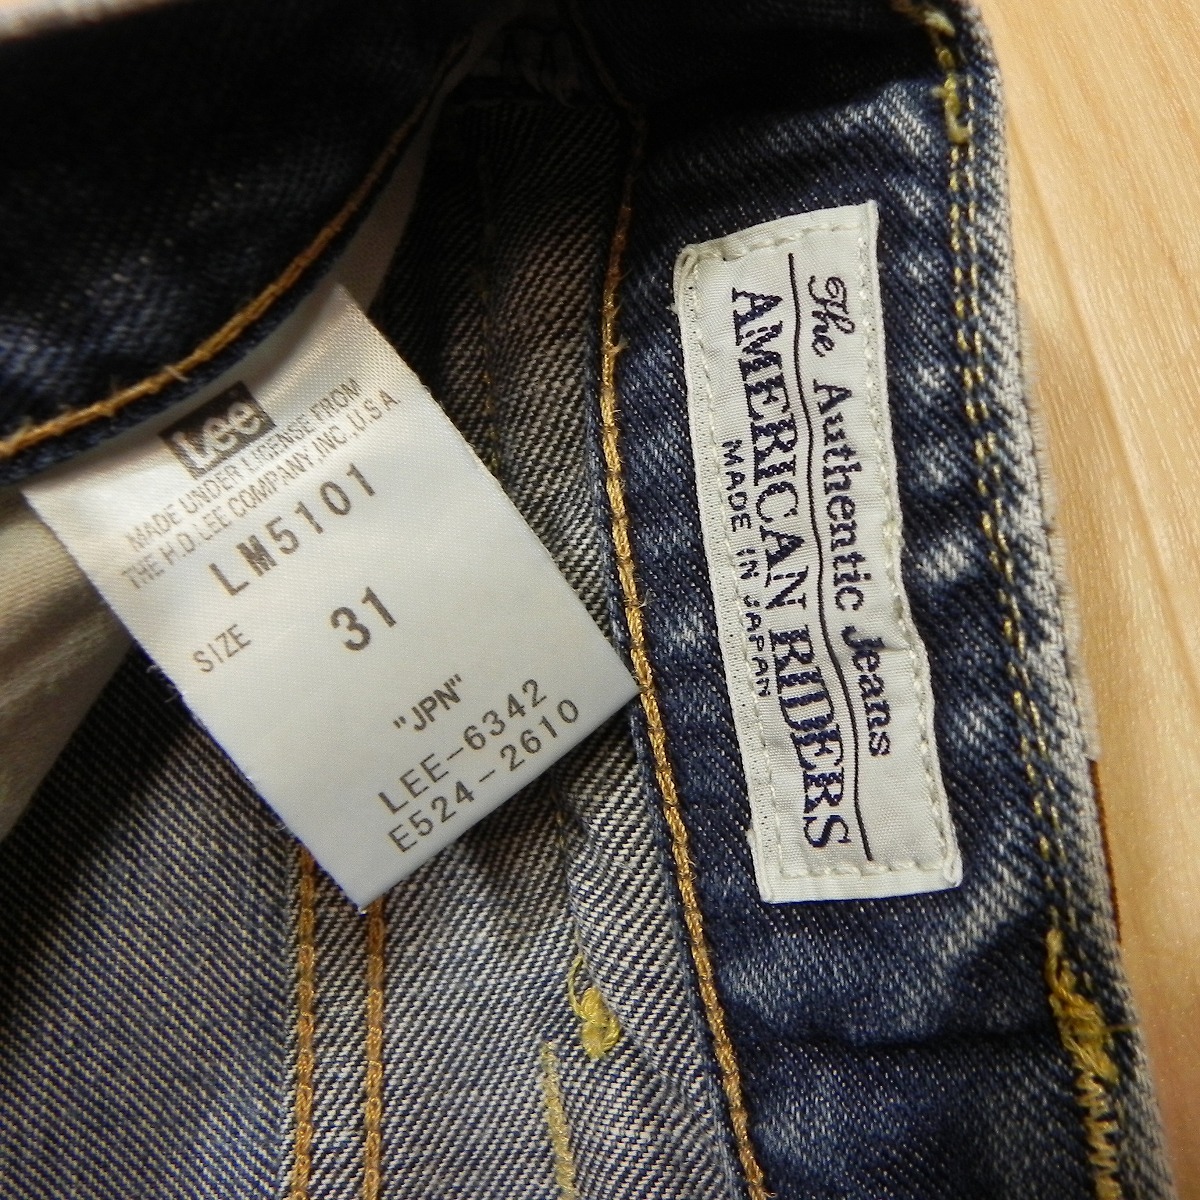 Lee
MADE UNDER LICENSE FROM
THE H.D.LEE COMPANY,INC.,USA
LM5101
SIZE 31
"JPN"
LEE-6342
E524-2610
The Authentic Jeans
AMERICAN RIDERS
MADE IN JAPAN